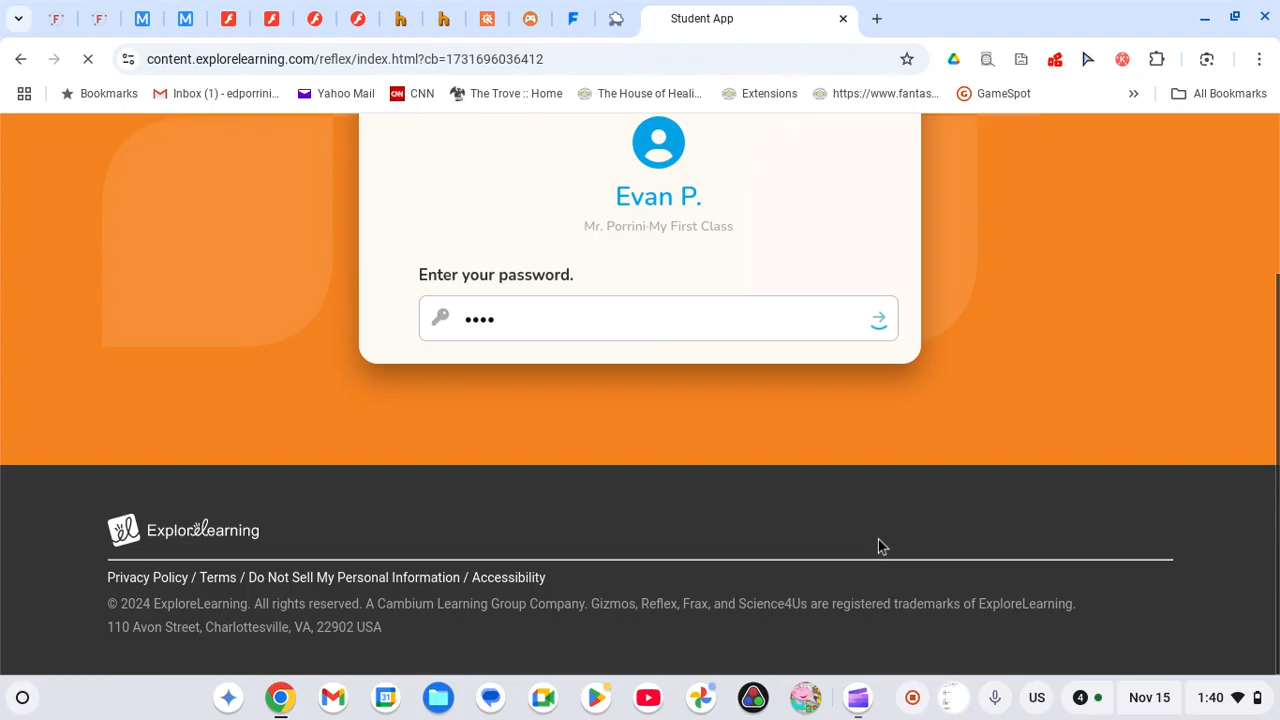 Student App
content.explorelearning.com/reflex/index.html?cb=1731696036412
Bookmarks
Inbox (1) - edporrini...
Yahoo Mail
CNN
The Trove :: Home
The House of Heali...
Extensions
https://www.fantas...
GameSpot
All Bookmarks
Evan P.
Mr. Porrini·My First Class
Enter your password.
••••
ExploreLearning
Privacy Policy / Terms / Do Not Sell My Personal Information / Accessibility
© 2024 ExploreLearning. All rights reserved. A Cambium Learning Group Company. Gizmos, Reflex, Frax, and Science4Us are registered trademarks of ExploreLearning.
110 Avon Street, Charlottesville, VA, 22902 USA
US
4
Nov 15
1:40